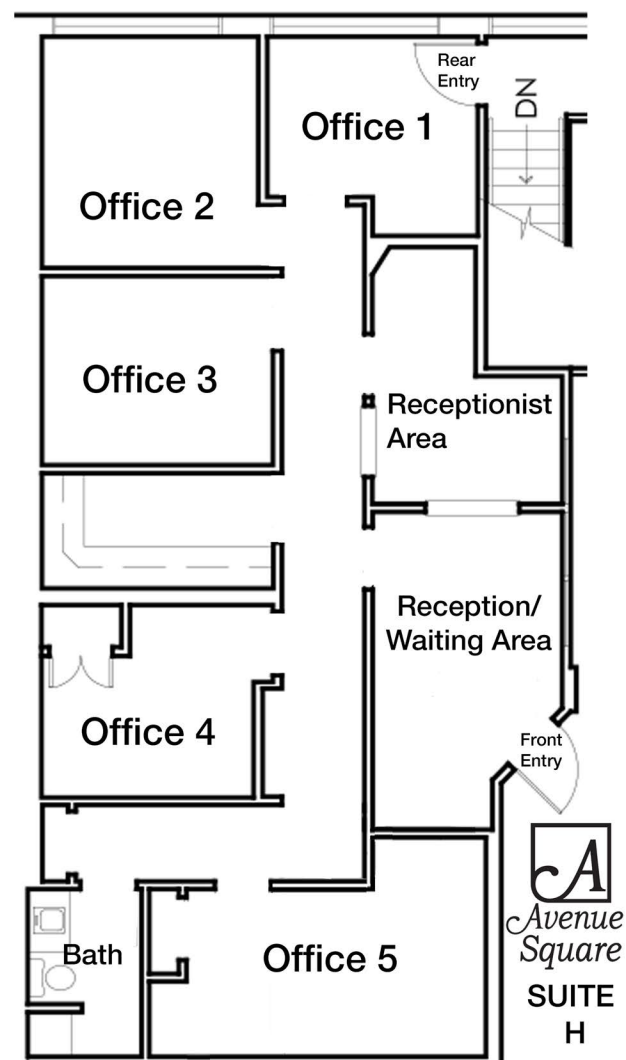 Rear
Entry
Office 1
DN
Office 2
Office 3
Receptionist
Area
Reception/
Waiting Area
Office 4
Front
Entry
A
Avenue
Square
Bath
Office 5
SUITE
H